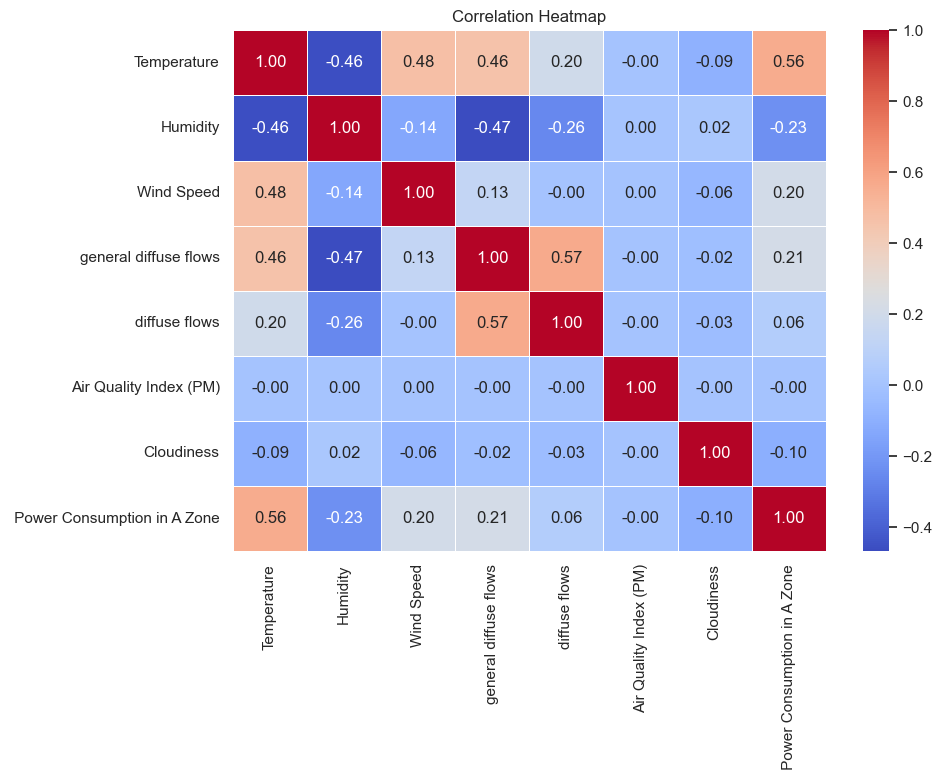 Correlation Heatmap
Temperature 1.00 -0.46 0.48 0.46 0.20 -0.00 -0.09 0.56
Humidity -0.46 1.00 -0.14 -0.47 -0.26 0.00 0.02 -0.23
Wind Speed 0.48 -0.14 1.00 0.13 -0.00 0.00 -0.06 0.20
general diffuse flows 0.46 -0.47 0.13 1.00 0.57 -0.00 -0.02 0.21
diffuse flows 0.20 -0.26 -0.00 0.57 1.00 -0.00 -0.03 0.06
Air Quality Index (PM) -0.00 0.00 0.00 -0.00 -0.00 1.00 -0.00 -0.00
Cloudiness -0.09 0.02 -0.06 -0.02 -0.03 -0.00 1.00 -0.10
Power Consumption in A Zone 0.56 -0.23 0.20 0.21 0.06 -0.00 -0.10 1.00
Temperature
Humidity
Wind Speed
general diffuse flows
diffuse flows
Air Quality Index (PM)
Cloudiness
Power Consumption in A Zone
1.0
0.8
0.6
0.4
0.2
0.0
-0.2
-0.4